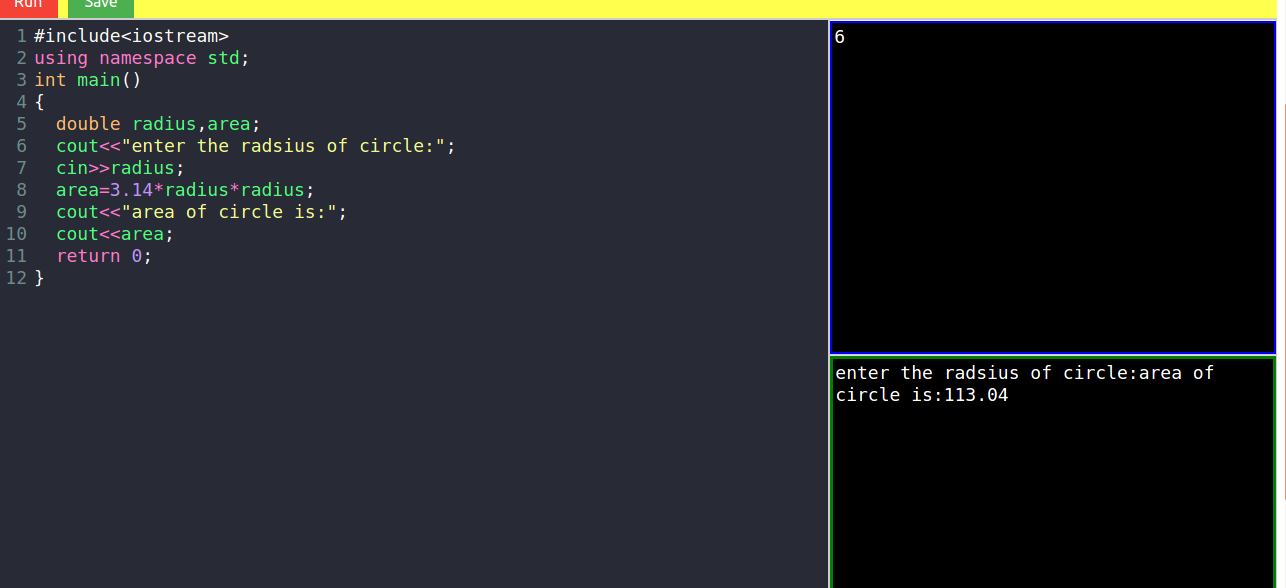 Run Save
1 #include<iostream>
2 using namespace std;
3 int main()
4 {
5   double radius,area;
6   cout<<"enter the radsius of circle:";
7   cin>>radius;
8   area=3.14*radius*radius;
9   cout<<"area of circle is:";
10   cout<<area;
11   return 0;
12 }
6
enter the radsius of circle:area of
circle is:113.04